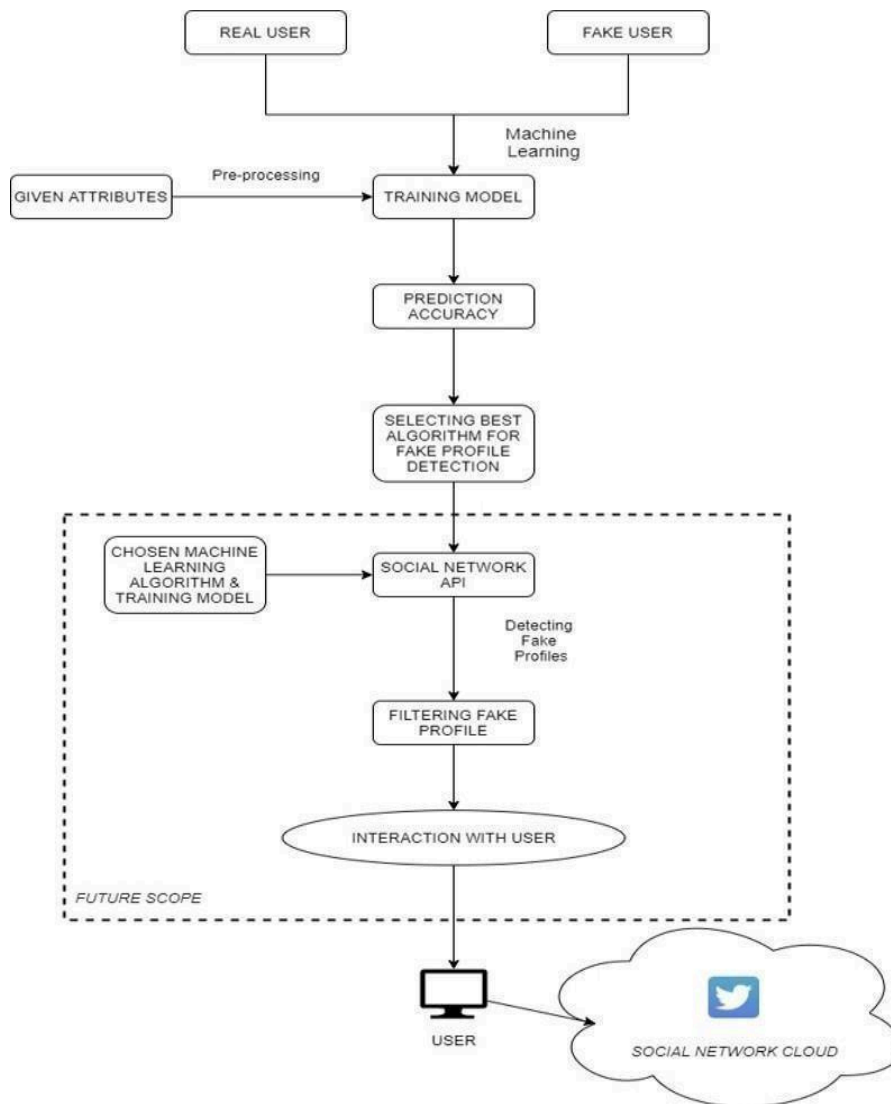 REAL USER
FAKE USER
Machine
Learning
Pre-processing
GIVEN ATTRIBUTES
TRAINING MODEL
PREDICTION
ACCURACY
SELECTING BEST
ALGORITHM FOR
FAKE PROFILE
DETECTION
CHOSEN MACHINE
LEARNING
ALGORITHM &
TRAINING MODEL
SOCIAL NETWORK
API
Detecting
Fake
Profiles
FILTERING FAKE
PROFILE
INTERACTION WITH USER
FUTURE SCOPE
USER
SOCIAL NETWORK CLOUD